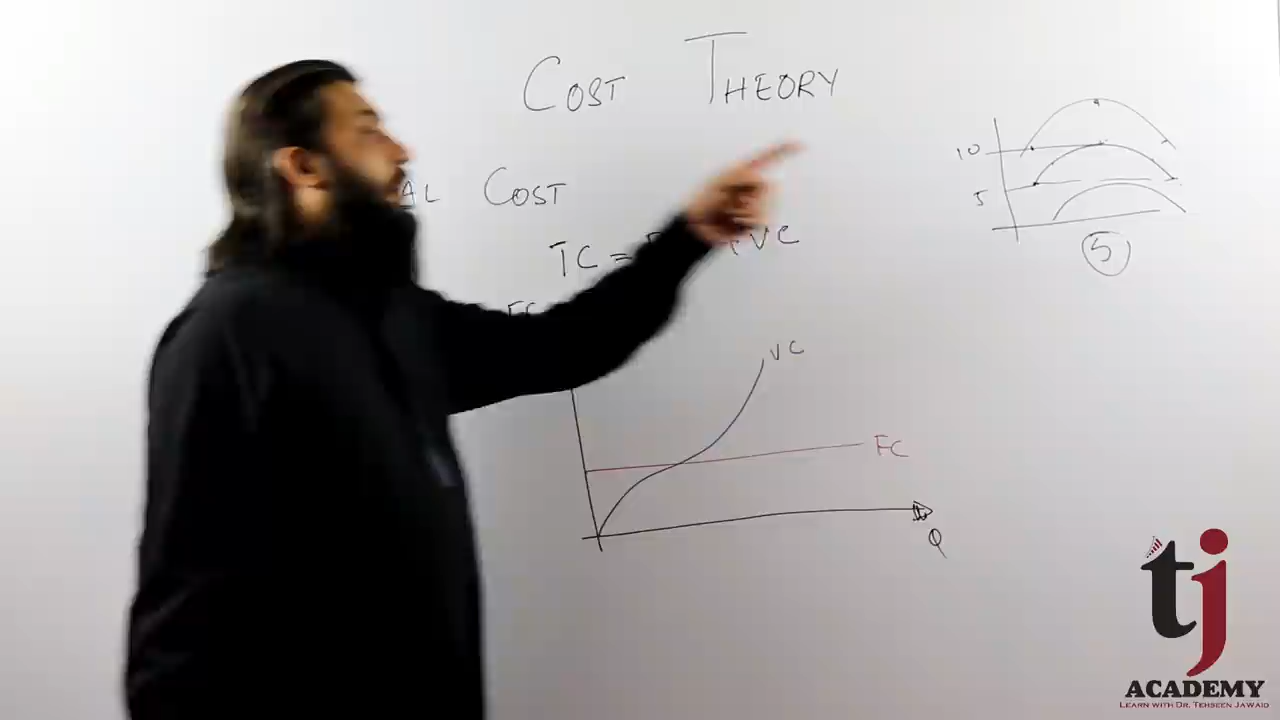 COST THEORY
AL COST
TC =
VC
VC
FC
Q
10
5
5
tj
ACADEMY
LEARN WITH DR. TEHSEEN JAWAID